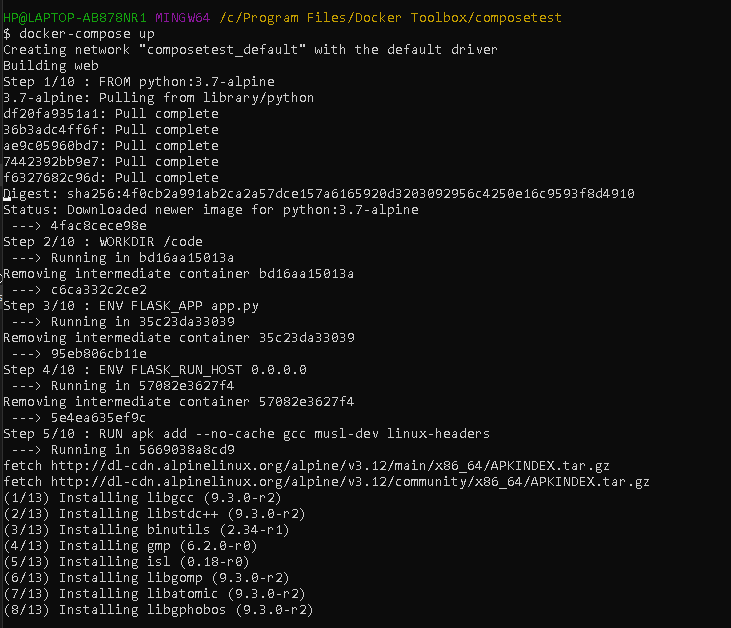 HP@LAPTOP-AB878NR1 MINGW64 /c/Program Files/Docker Toolbox/composetest
$ docker-compose up
Creating network "composetest_default" with the default driver
Building web
Step 1/10 : FROM python:3.7-alpine
3.7-alpine: Pulling from library/python
df20fa9351a1: Pull complete
36b3adc4ff6f: Pull complete
ae9c05960bd7: Pull complete
7442392bb9e7: Pull complete
f6327682c96d: Pull complete
Digest: sha256:4f0cb2a991ab2ca2a57dce157a6165920d3203092956c4250e16c9593f8d4910
Status: Downloaded newer image for python:3.7-alpine
 ---> 4fac8cece98e
Step 2/10 : WORKDIR /code
 ---> Running in bd16aa15013a
Removing intermediate container bd16aa15013a
 ---> c6ca332c2ce2
Step 3/10 : ENV FLASK_APP app.py
 ---> Running in 35c23da33039
Removing intermediate container 35c23da33039
 ---> 95eb806cb11e
Step 4/10 : ENV FLASK_RUN_HOST 0.0.0.0
 ---> Running in 57082e3627f4
Removing intermediate container 57082e3627f4
 ---> 5e4ea635ef9c
Step 5/10 : RUN apk add --no-cache gcc musl-dev linux-headers
 ---> Running in 5669038a8cd9
fetch http://dl-cdn.alpinelinux.org/alpine/v3.12/main/x86_64/APKINDEX.tar.gz
fetch http://dl-cdn.alpinelinux.org/alpine/v3.12/community/x86_64/APKINDEX.tar.gz
(1/13) Installing libgcc (9.3.0-r2)
(2/13) Installing libstdc++ (9.3.0-r2)
(3/13) Installing binutils (2.34-r1)
(4/13) Installing gmp (6.2.0-r0)
(5/13) Installing isl (0.18-r0)
(6/13) Installing libgomp (9.3.0-r2)
(7/13) Installing libatomic (9.3.0-r2)
(8/13) Installing libgphobos (9.3.0-r2)